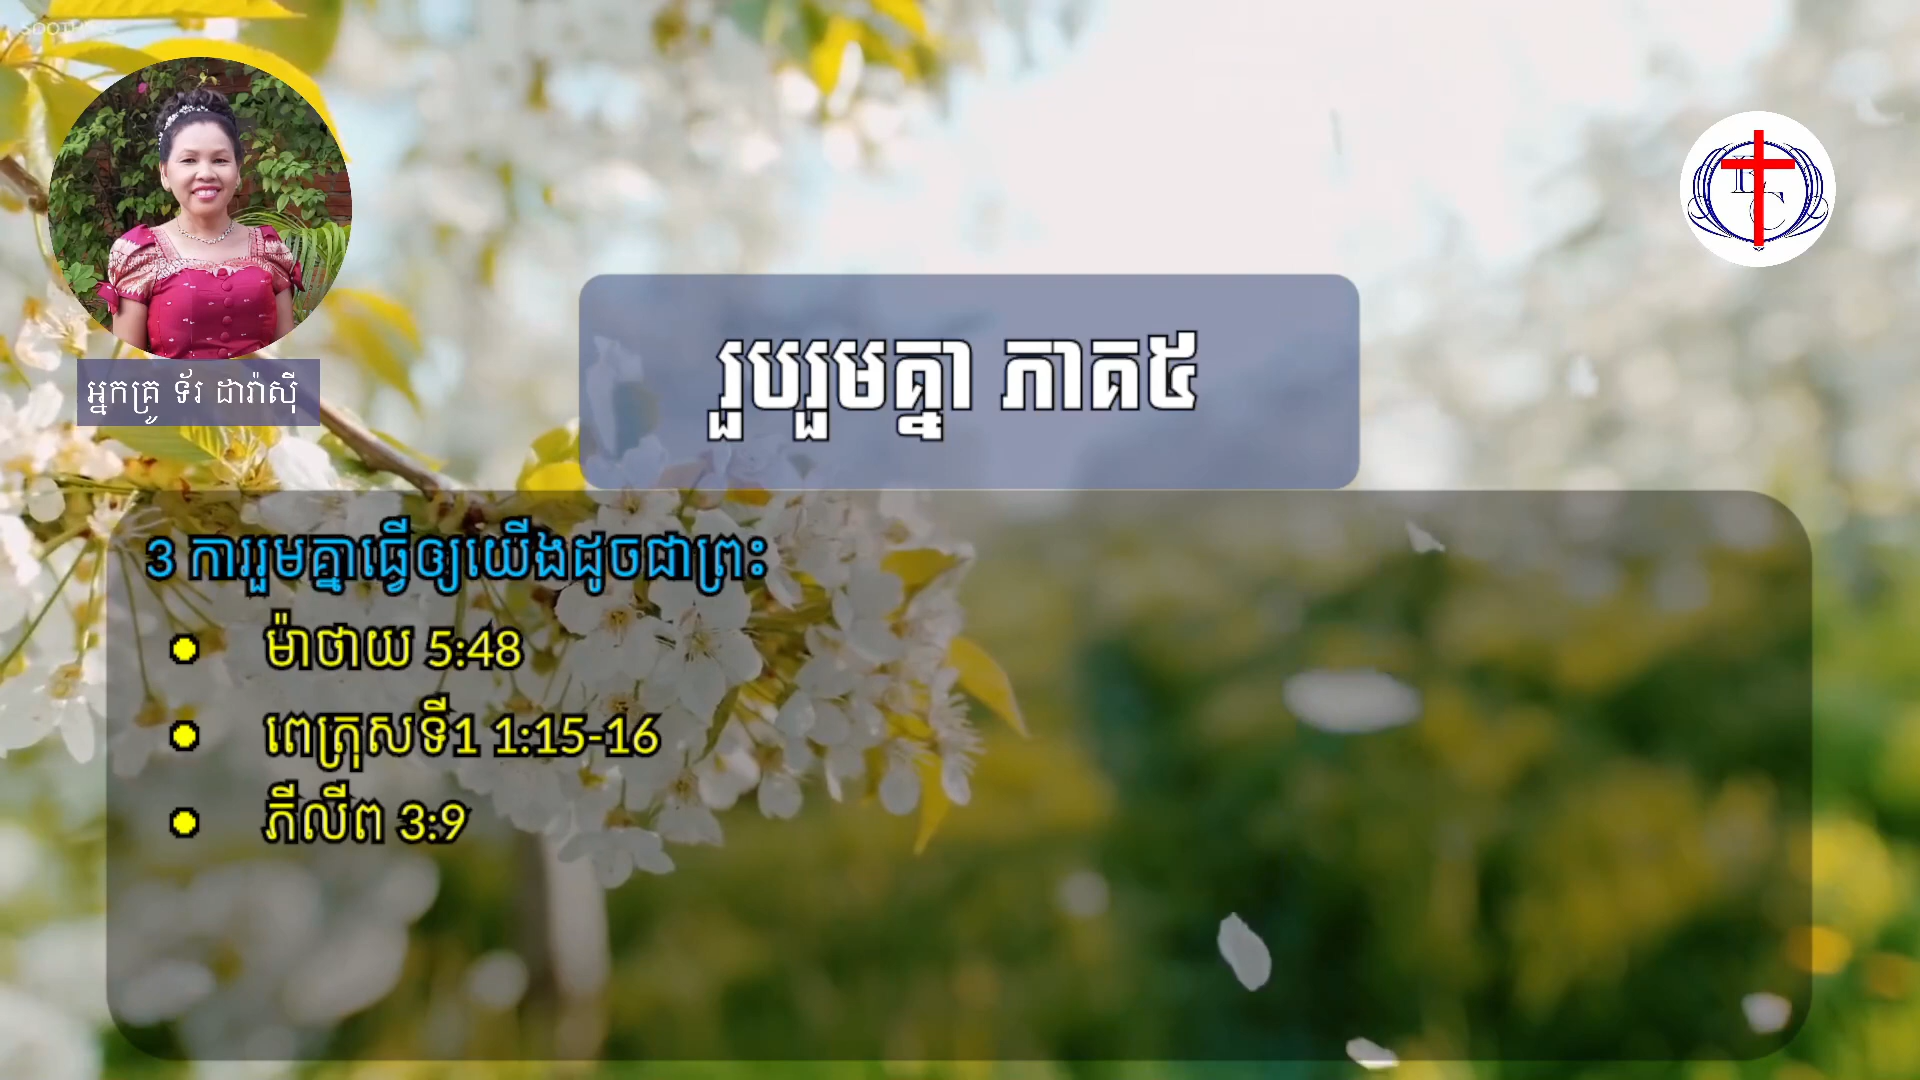 អ្នកគ្រូ ទ័រ ដារ៉ាស៊ី
រួបរួមគ្នា ភាគ៥
3 ការរួមគ្នាធ្វើឲ្យយើងដូចជាព្រះ
• ម៉ាថាយ 5:48
• ពេត្រុសទី1 1:15-16
• ភីលីព 3:9